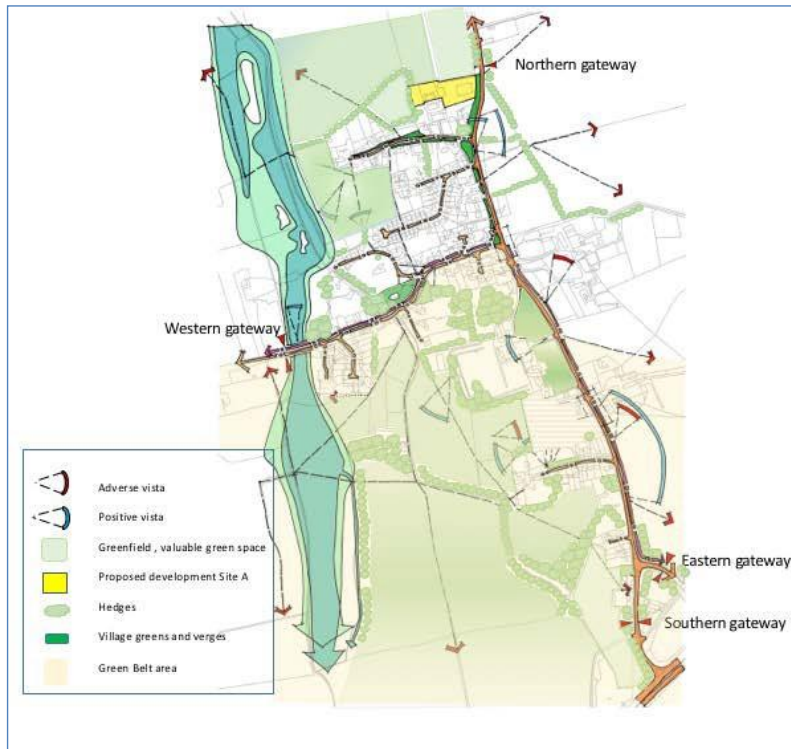 Northern gateway
Western gateway
Adverse vista
Positive vista
Greenfield , valuable green space
Proposed development Site A
Hedges
Village greens and verges
Green Belt area
Eastern gateway
Southern gateway